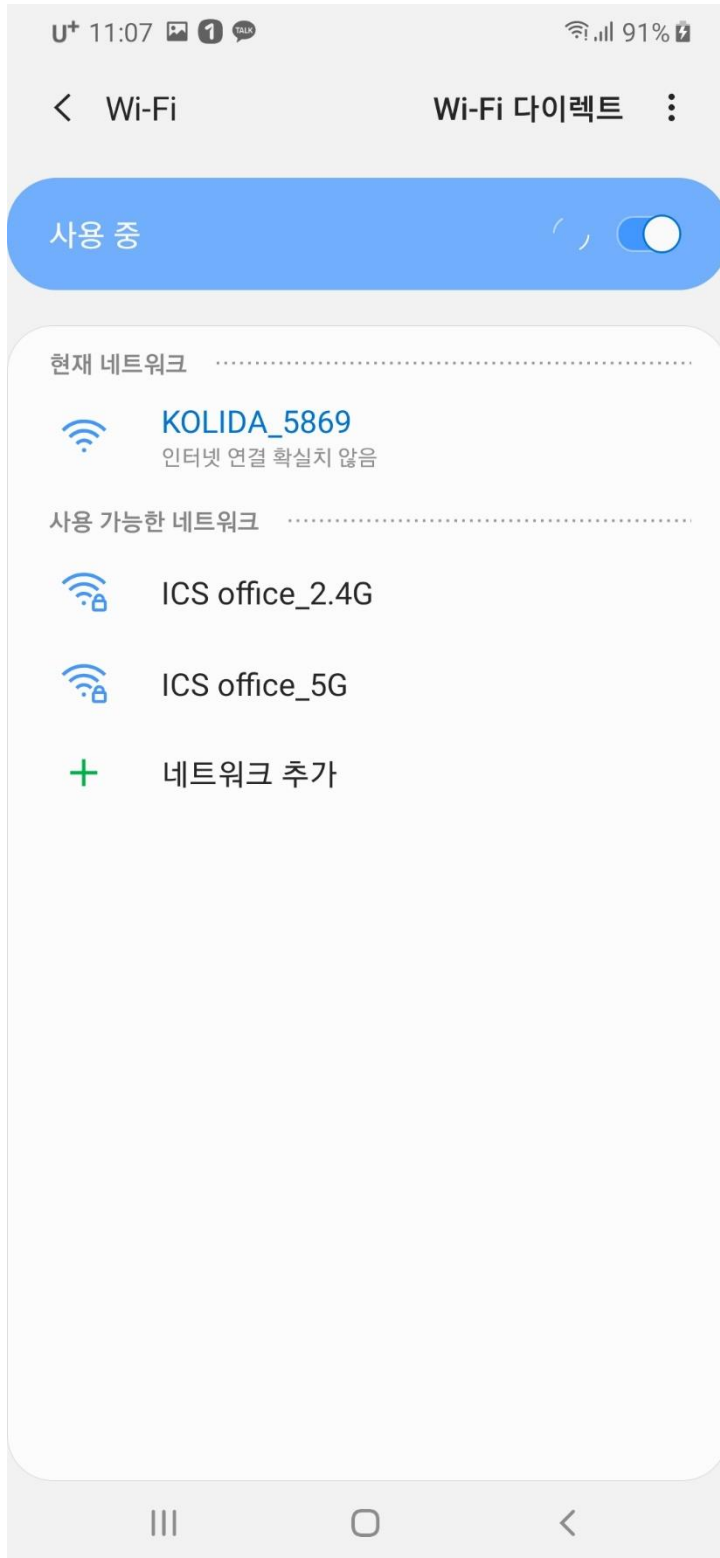 U+ 11:07 1 TALK 91%
Wi-Fi Wi-Fi 다이렉트
사용 중
현재 네트워크
KOLIDA_5869
인터넷 연결 확실치 않음
사용 가능한 네트워크
ICS office_2.4G
ICS office_5G
네트워크 추가